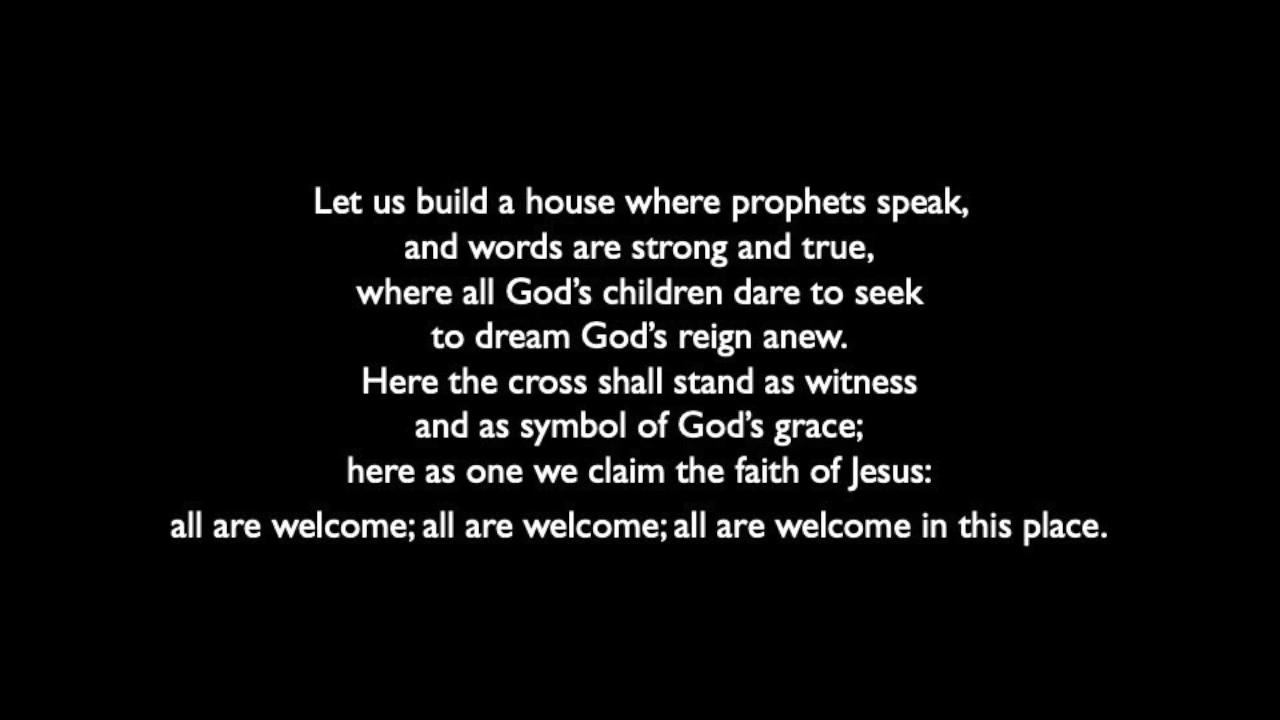 Let us build a house where prophets speak,
and words are strong and true,
where all God’s children dare to seek
to dream God’s reign anew.
Here the cross shall stand as witness
and as symbol of God’s grace;
here as one we claim the faith of Jesus:
all are welcome; all are welcome; all are welcome in this place.